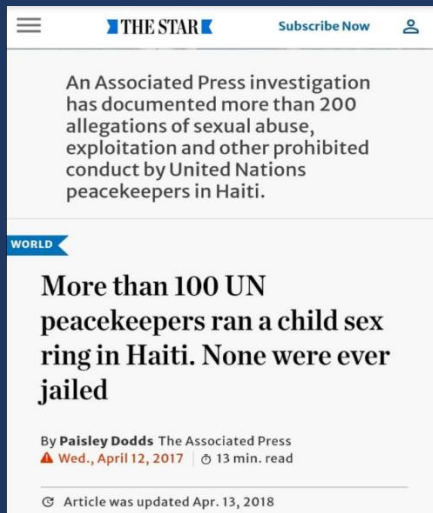 THE STAR Subscribe Now
An Associated Press investigation
has documented more than 200
allegations of sexual abuse,
exploitation and other prohibited
conduct by United Nations
peacekeepers in Haiti.
WORLD
More than 100 UN
peacekeepers ran a child sex
ring in Haiti. None were ever
jailed
By Paisley Dodds The Associated Press
Wed., April 12, 2017 13 min. read
Article was updated Apr. 13, 2018